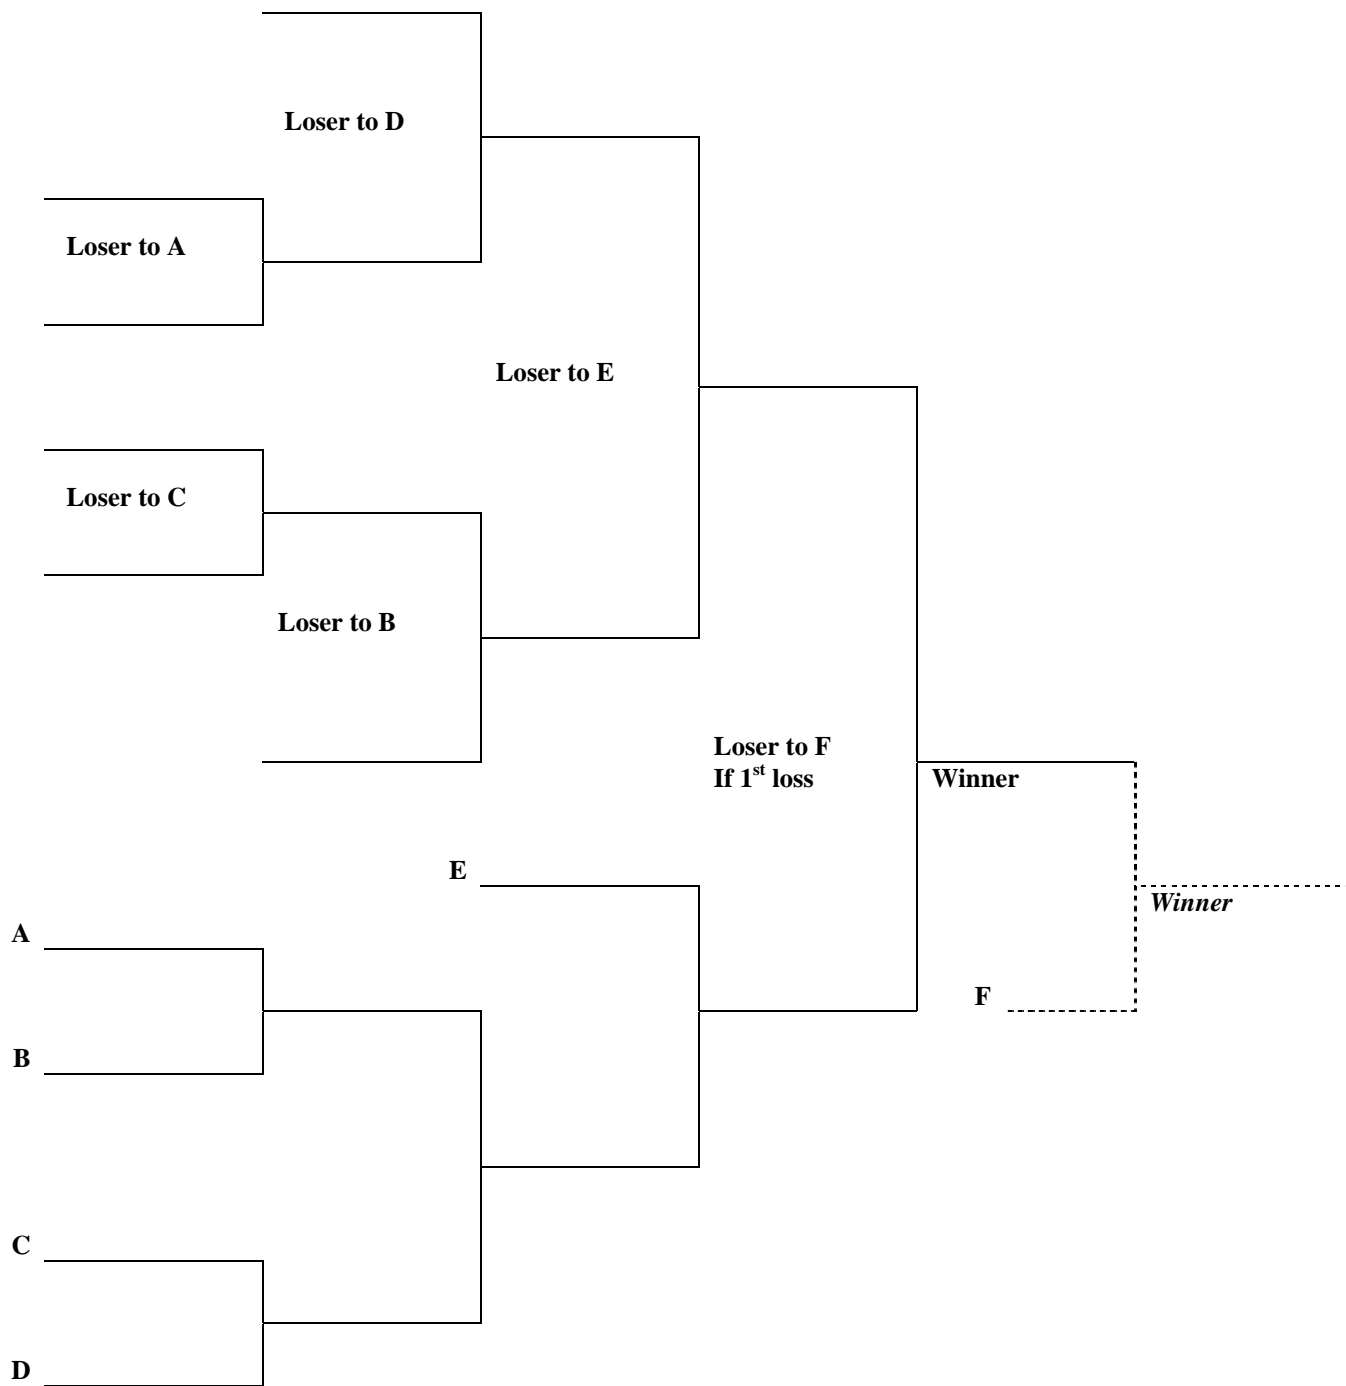 Loser to D
Loser to A
Loser to E
Loser to C
Loser to B
Loser to F
If 1st loss
Winner
E
Winner
A
F
B
C
D